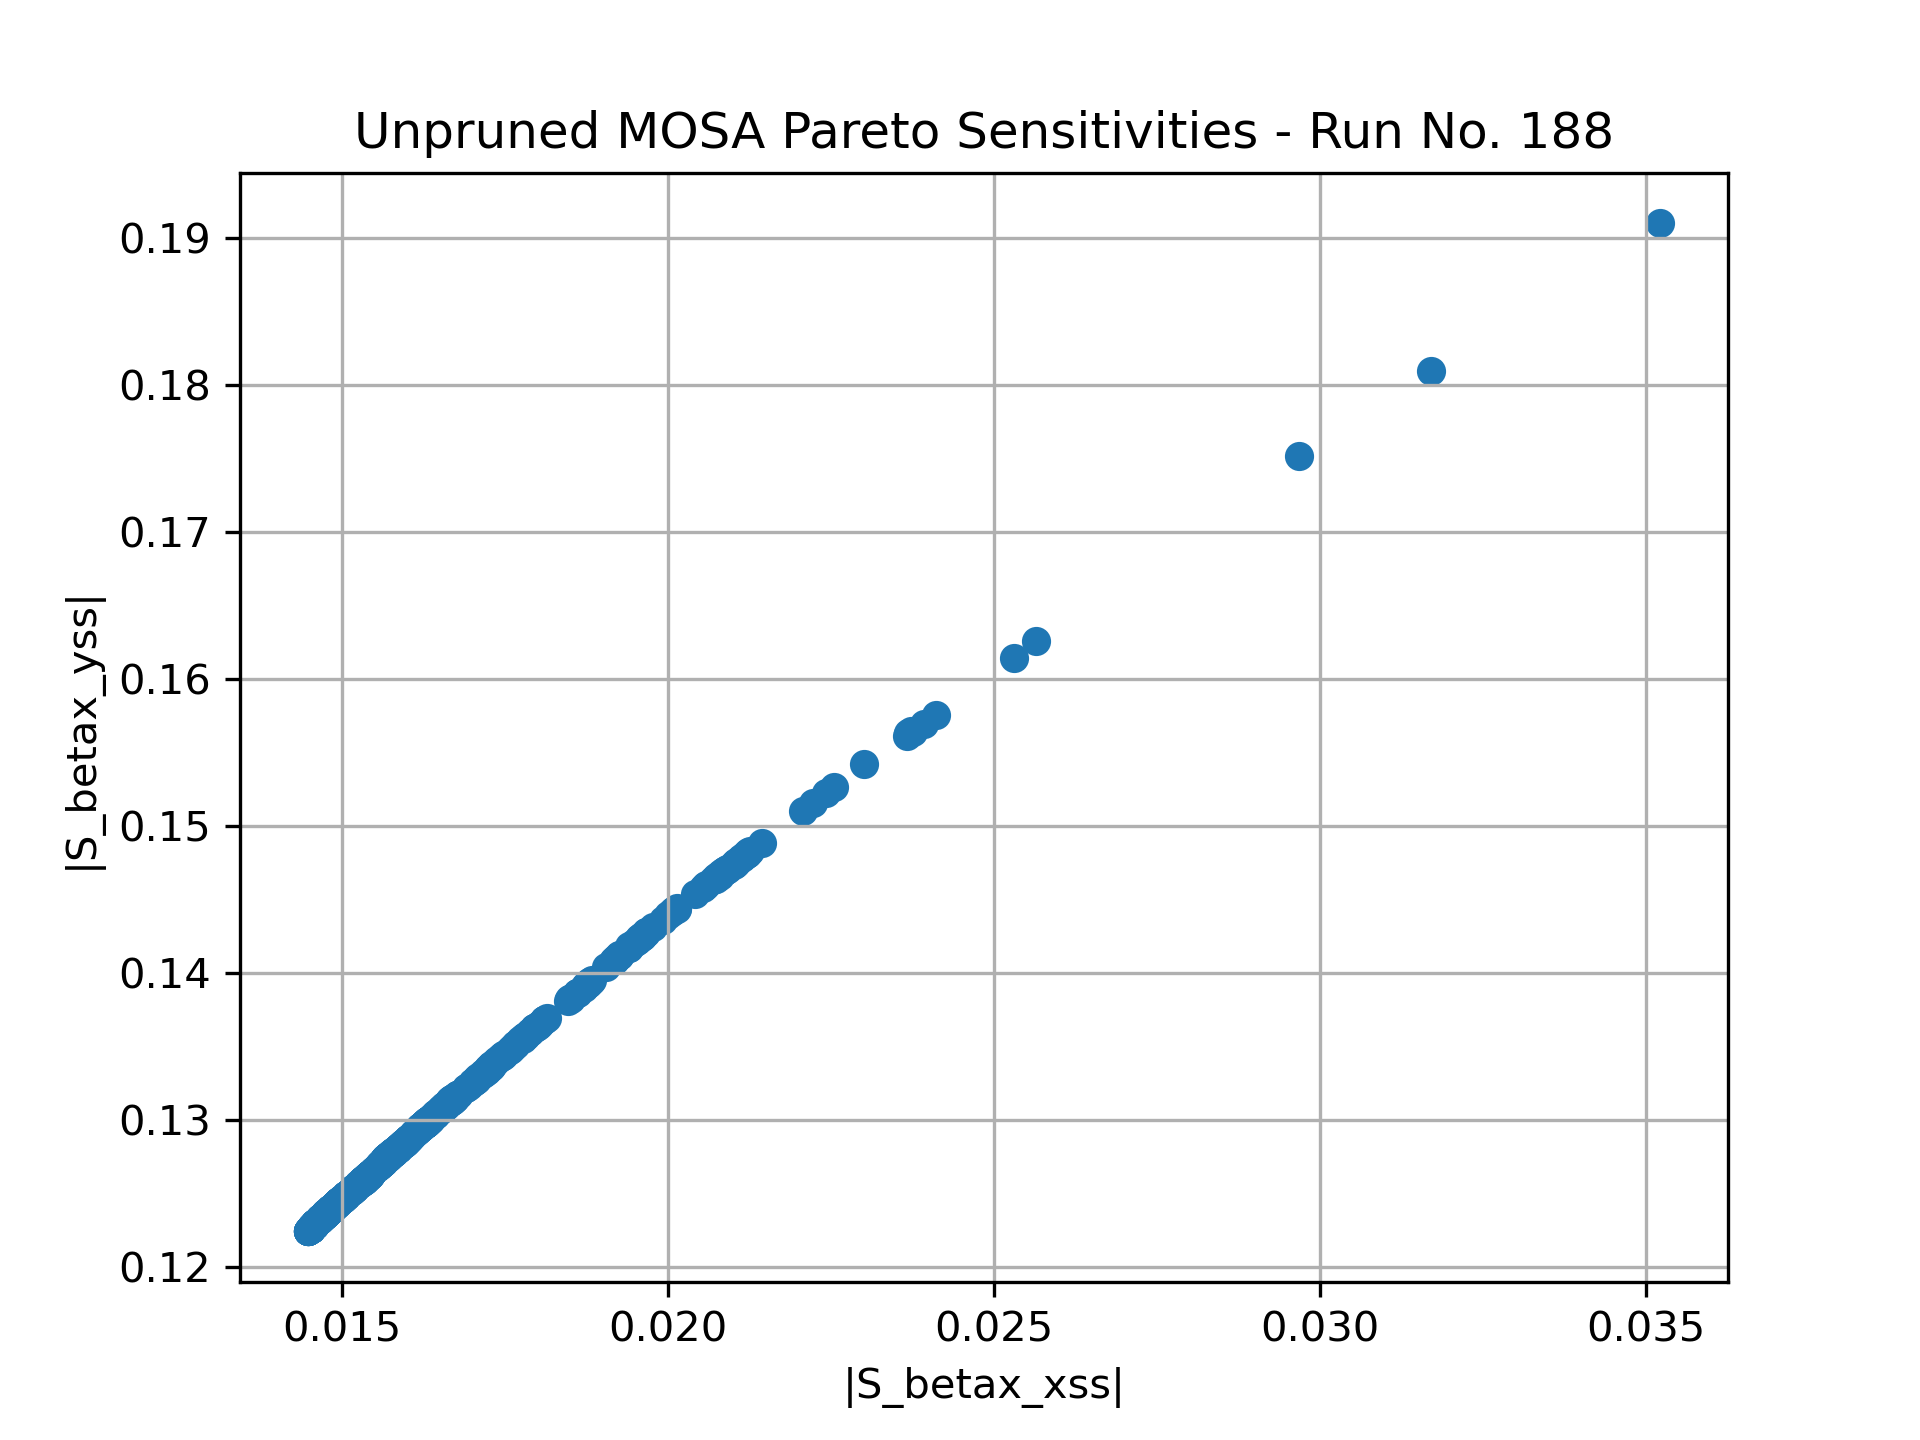 Unpruned MOSA Pareto Sensitivities - Run No. 188
|S_betax_yss|
0.19
0.18
0.17
0.16
0.15
0.14
0.13
0.12
0.015 0.020 0.025 0.030 0.035
|S_betax_xss|